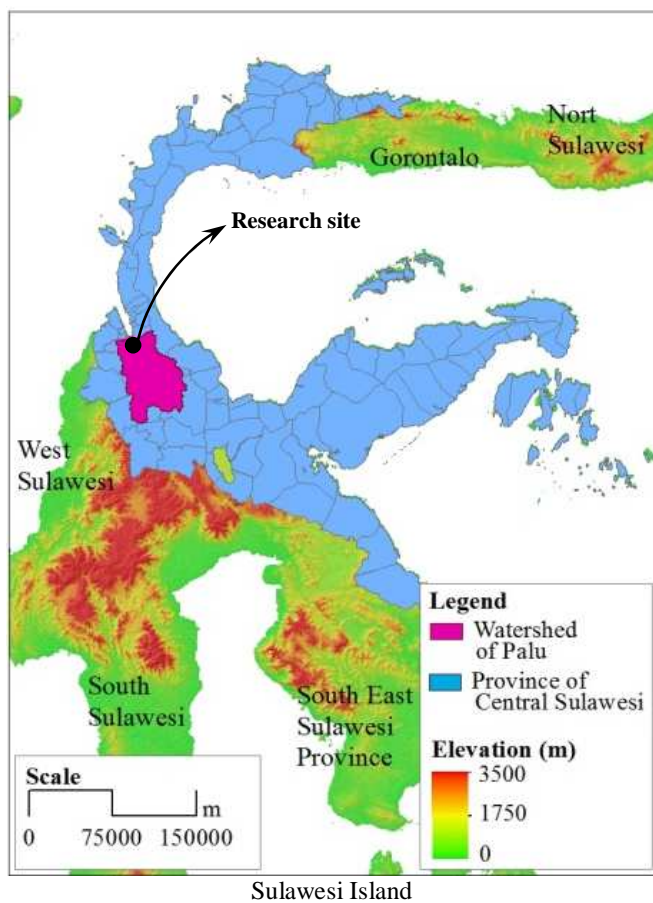 Nort
Sulawesi
Gorontalo
Research site
West
Sulawesi
South
Sulawesi
South East
Sulawesi
Province
Legend
Watershed
of Palu
Province of
Central Sulawesi
Elevation (m)
3500
1750
0
Scale
m
0 75000 150000
Sulawesi Island